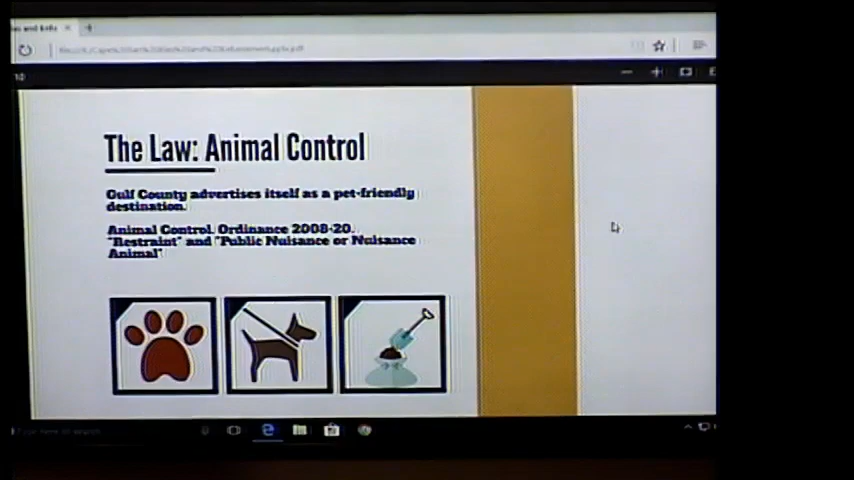 10
The Law: Animal Control
Gulf County advertises itself as a pet-friendly
destination.
Animal Control. Ordinance 2008-20.
"Restraint" and "Public Nuisance or Nuisance
Animal"